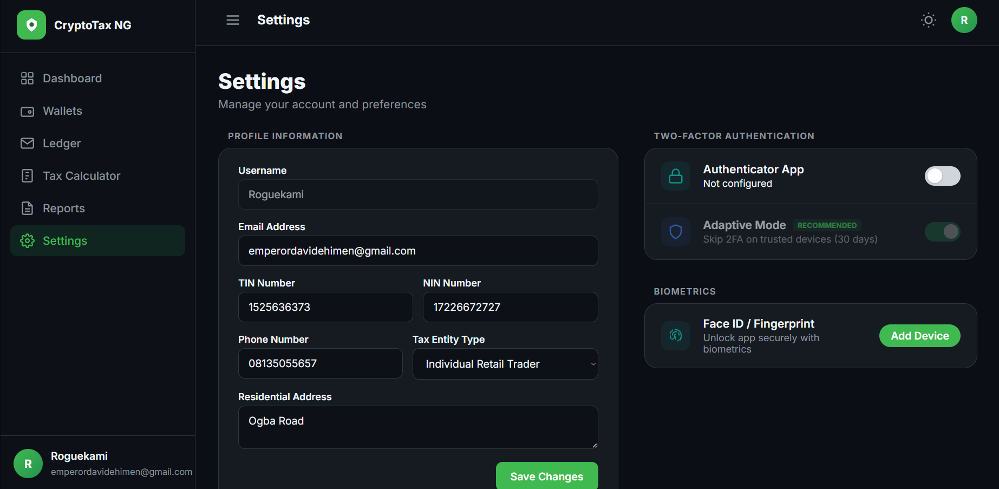 CryptoTax NG
Settings
R
Dashboard
Wallets
Ledger
Tax Calculator
Reports
Settings
Settings
Manage your account and preferences
PROFILE INFORMATION
Username
Roguekami
Email Address
emperordavidehimen@gmail.com
TIN Number
NIN Number
1525636373
17226672727
Phone Number
Tax Entity Type
08135055657
Individual Retail Trader
Residential Address
Ogba Road
Save Changes
TWO-FACTOR AUTHENTICATION
Authenticator App
Not configured
Adaptive Mode RECOMMENDED
Skip 2FA on trusted devices (30 days)
BIOMETRICS
Face ID / Fingerprint
Unlock app securely with
biometrics
Add Device
R
Roguekami
emperordavidehimen@gmail.com